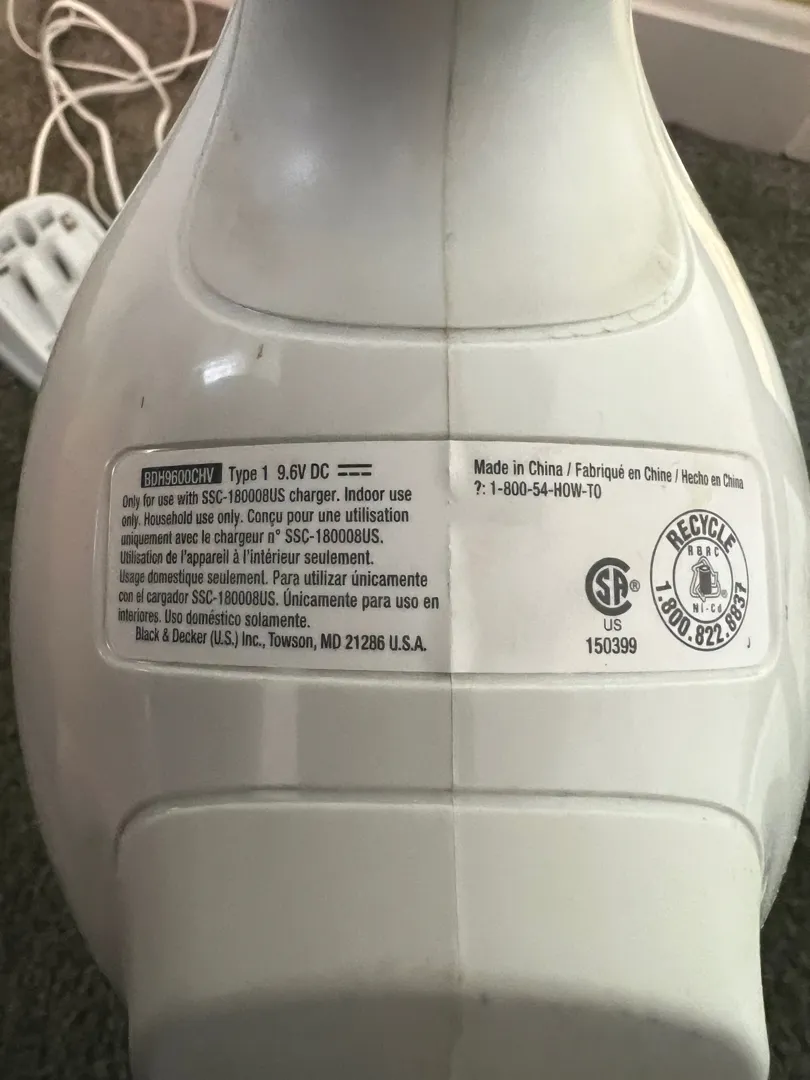 BDH9600CHV Type 1 9.6V DC
Only for use with SSC-180008US charger. Indoor use
only. Household use only. Conçu pour une utilisation
uniquement avec le chargeur n° SSC-180008US.
Utilisation de l'appareil à l'intérieur seulement.
Usage domestique seulement. Para utilizar únicamente
con el cargador SSC-180008US. Únicamente para uso en
interiores. Uso doméstico solamente.
Black & Decker (U.S.) Inc., Towson, MD 21286 U.S.A.
Made in China / Fabriqué en Chine / Hecho en China
?: 1-800-54-HOW-TO
SA®
US
150399
RECYCLE
RBRC
®
Ni-Cd
1.800.822.8837